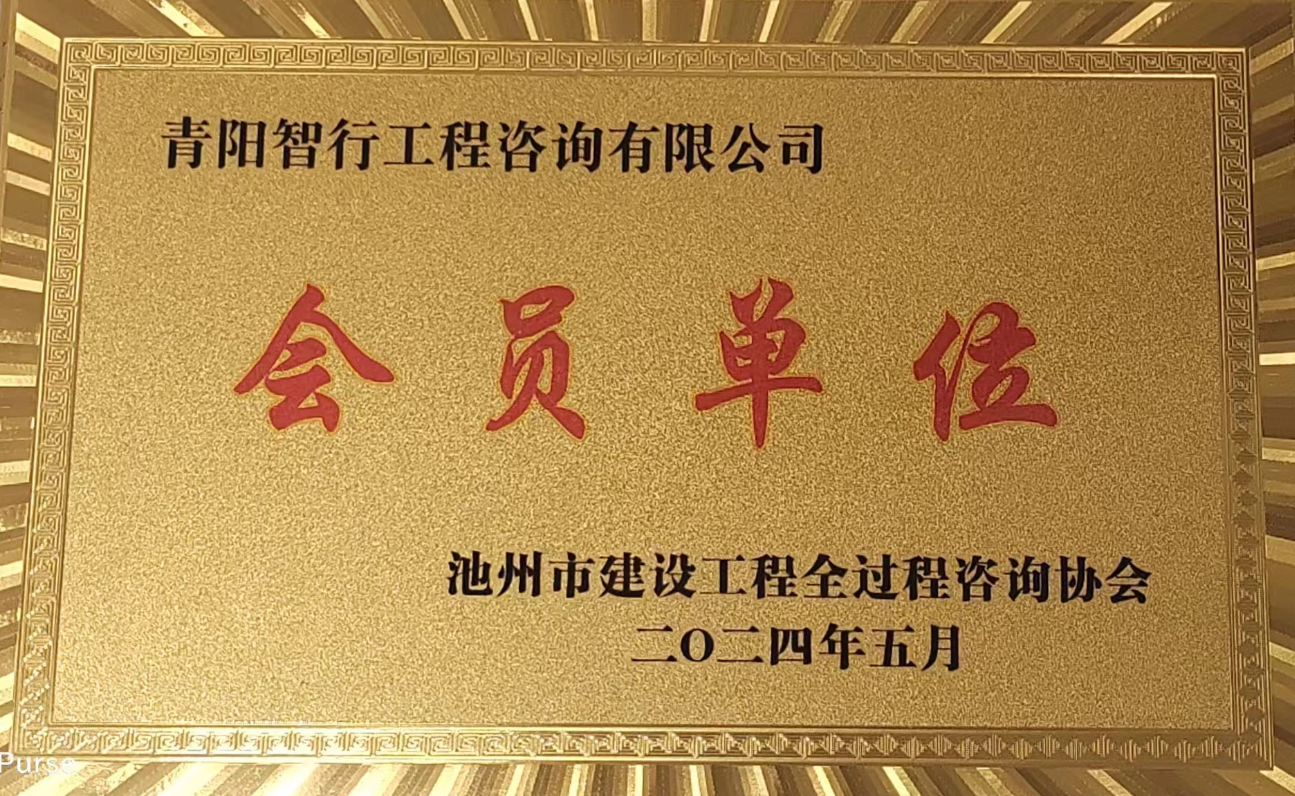 青阳智行工程咨询有限公司
会员单位
池州市建设工程全过程咨询协会
二O二四年五月
Purse